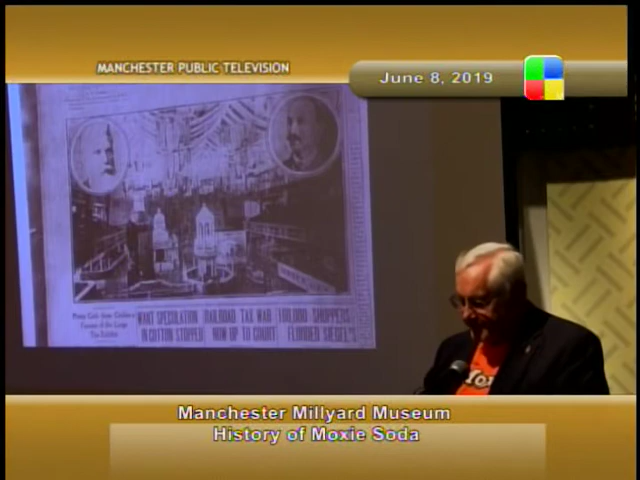 MANCHESTER PUBLIC TELEVISION
June 8, 2019
WANT SPECULATION
IN COTTON STOPPED
RAILROAD TAX WAR
NOW UP TO COURT
100,000 SHOPPERS
FLOODED SIEGEL'S
Manchester Millyard Museum
History of Moxie Soda